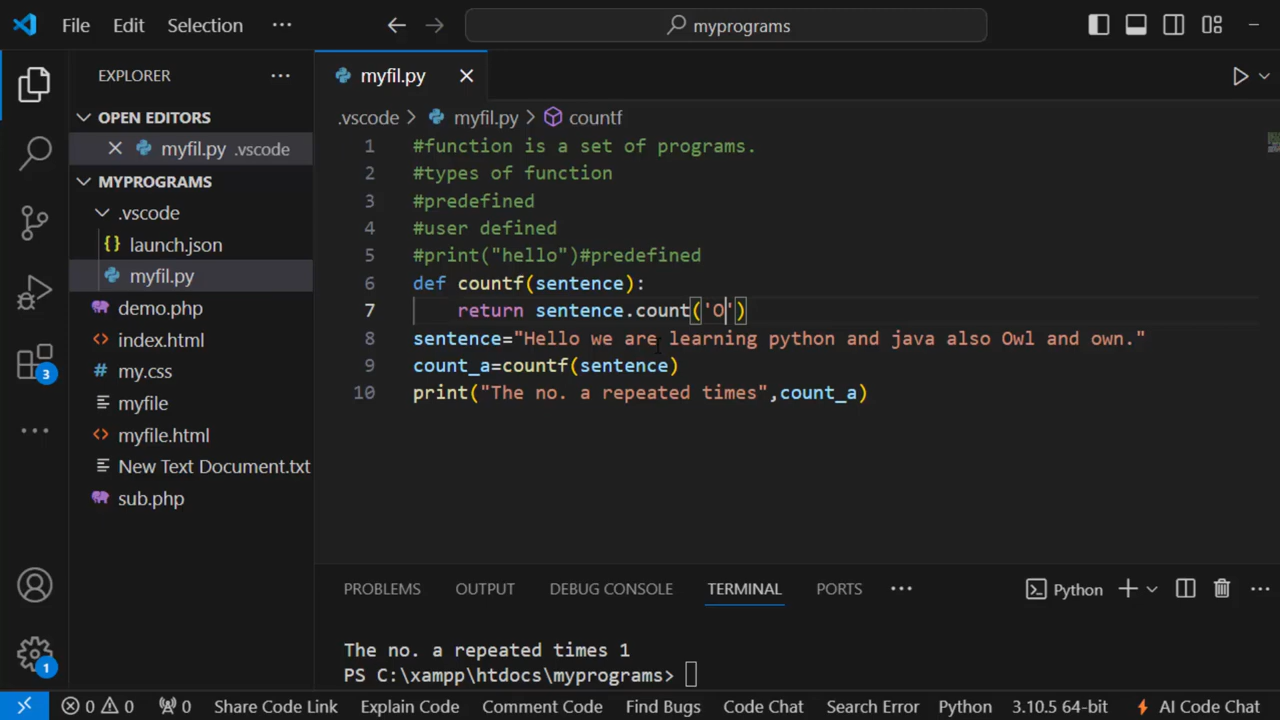 File Edit Selection ··· myprograms
EXPLORER ···
OPEN EDITORS
myfil.py .vscode
MYPROGRAMS
.vscode
launch.json
myfil.py
demo.php
index.html
my.css
myfile
myfile.html
New Text Document.txt
sub.php
3
1
myfil.py
.vscode > myfil.py > countf
1 #function is a set of programs.
2 #types of function
3 #predefined
4 #user defined
5 #print("hello")#predefined
6 def countf(sentence):
7 return sentence.count('O')
8 sentence="Hello we are learning python and java also Owl and own."
9 count_a=countf(sentence)
10 print("The no. a repeated times",count_a)
PROBLEMS OUTPUT DEBUG CONSOLE TERMINAL PORTS ··· Python
The no. a repeated times 1
PS C:\xampp\htdocs\myprograms>
0 0 0 Share Code Link Explain Code Comment Code Find Bugs Code Chat Search Error Python 3.10.5 64-bit AI Code Chat